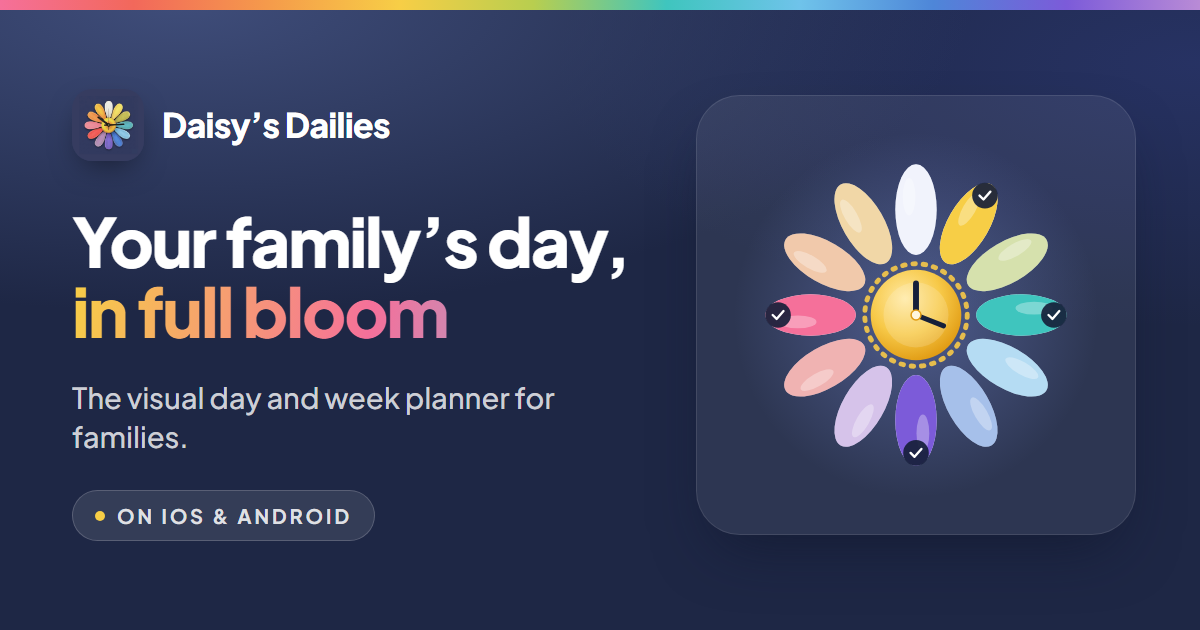 Daisy’s Dailies
Your family’s day,
in full bloom
The visual day and week planner for
families.
ON IOS & ANDROID